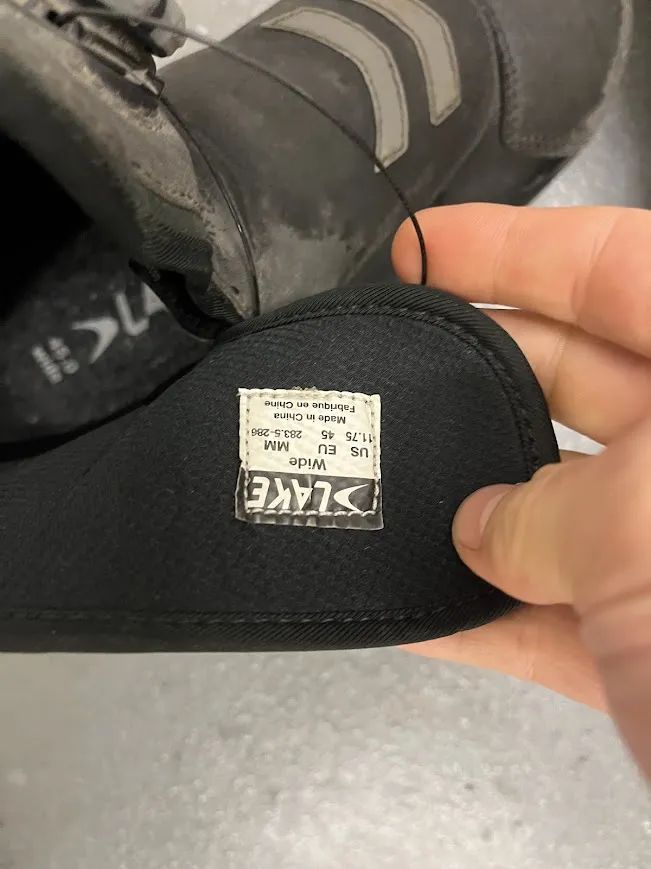 LAKE
Wide
US EU MM
11.75 45 283.5-286
Made in China
Fabrique en Chine